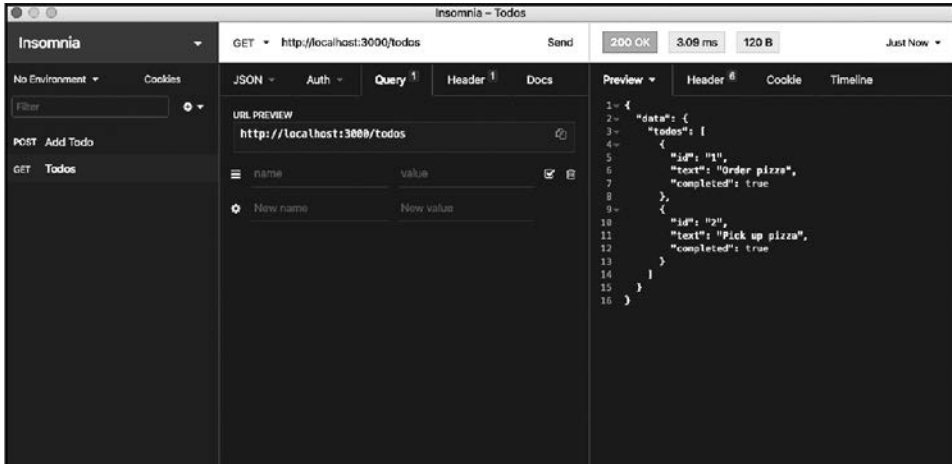 Insomnia – Todos
Insomnia
GET http://localhost:3000/todos Send
200 OK 3.09 ms 120 B Just Now
No Environment Cookies
JSON Auth Query 1 Header 1 Docs
Preview Header 6 Cookie Timeline
Filter
POST Add Todo
GET Todos
URL PREVIEW
http://localhost:3000/todos
name value
New name New value
1 {
2 "data": {
3 "todos": [
4 {
5 "id": "1",
6 "text": "Order pizza",
7 "completed": true
8 },
9 {
10 "id": "2",
11 "text": "Pick up pizza",
12 "completed": true
13 }
14 ]
15 }
16 }